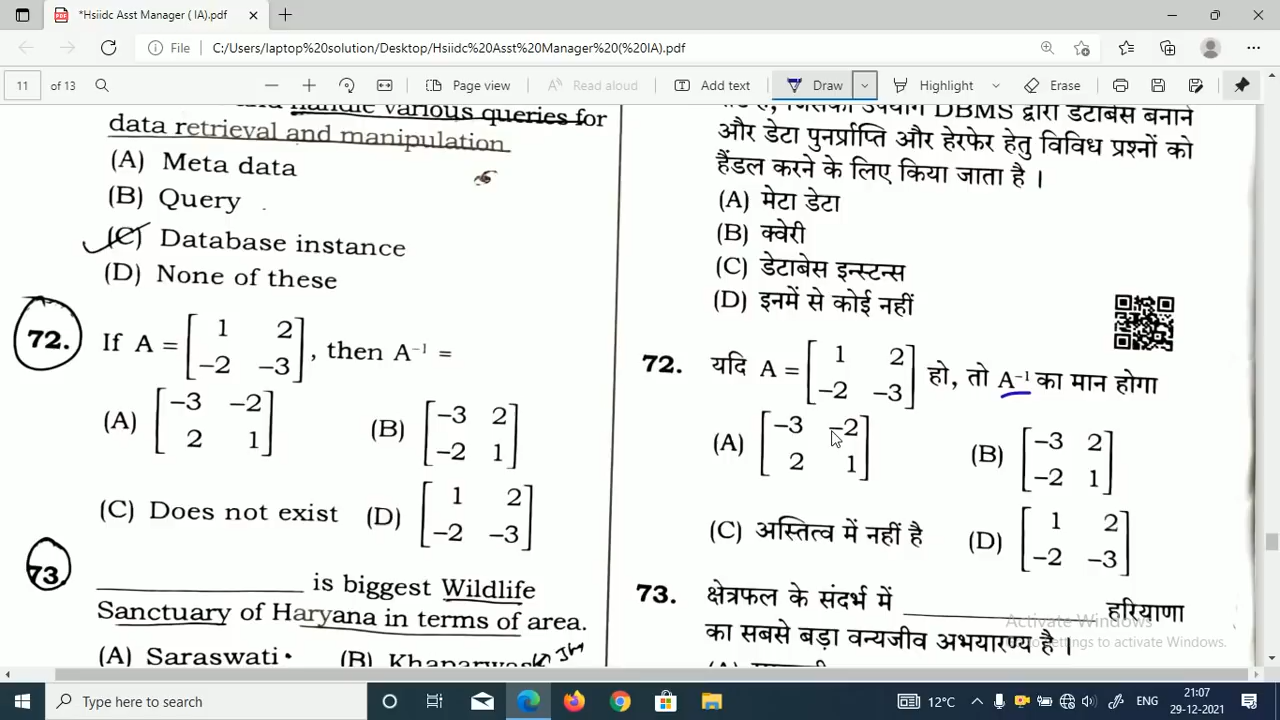 *Hsiidc Asst Manager ( IA).pdf
File
C:/Users/laptop%20solution/Desktop/Hsiidc%20Asst%20Manager%20(%20IA).pdf
11 of 13
Page view
Read aloud
Add text
Draw
Highlight
Erase
handle various queries for
data retrieval and manipulation
(A) Meta data
(B) Query
(C) Database instance
(D) None of these
72. If A = [1 2 −2 −3], then A⁻¹ =
(A) [−3 −2 2 1] (B) [−3 2 −2 1]
(C) Does not exist (D) [1 2 −2 −3]
73. ____________ is biggest Wildlife
Sanctuary of Haryana in terms of area.
(A) Saraswati (B) Khaparwas
जिसका उपयोग DBMS द्वारा डेटाबेस बनाने
और डेटा पुनर्प्राप्ति और हेरफेर हेतु विविध प्रश्नों को
हैंडल करने के लिए किया जाता है ।
(A) मेटा डेटा
(B) क्वेरी
(C) डेटाबेस इन्स्टन्स
(D) इनमें से कोई नहीं
72. यदि A = [1 2 −2 −3] हो, तो A⁻¹ का मान होगा
(A) [−3 −2 2 1] (B) [−3 2 −2 1]
(C) अस्तित्व में नहीं है (D) [1 2 −2 −3]
73. क्षेत्रफल के संदर्भ में ____________ हरियाणा
का सबसे बड़ा वन्यजीव अभयारण्य है ।
Activate Windows
Go to Settings to activate Windows.
Type here to search
12°C
ENG
21:07
29-12-2021